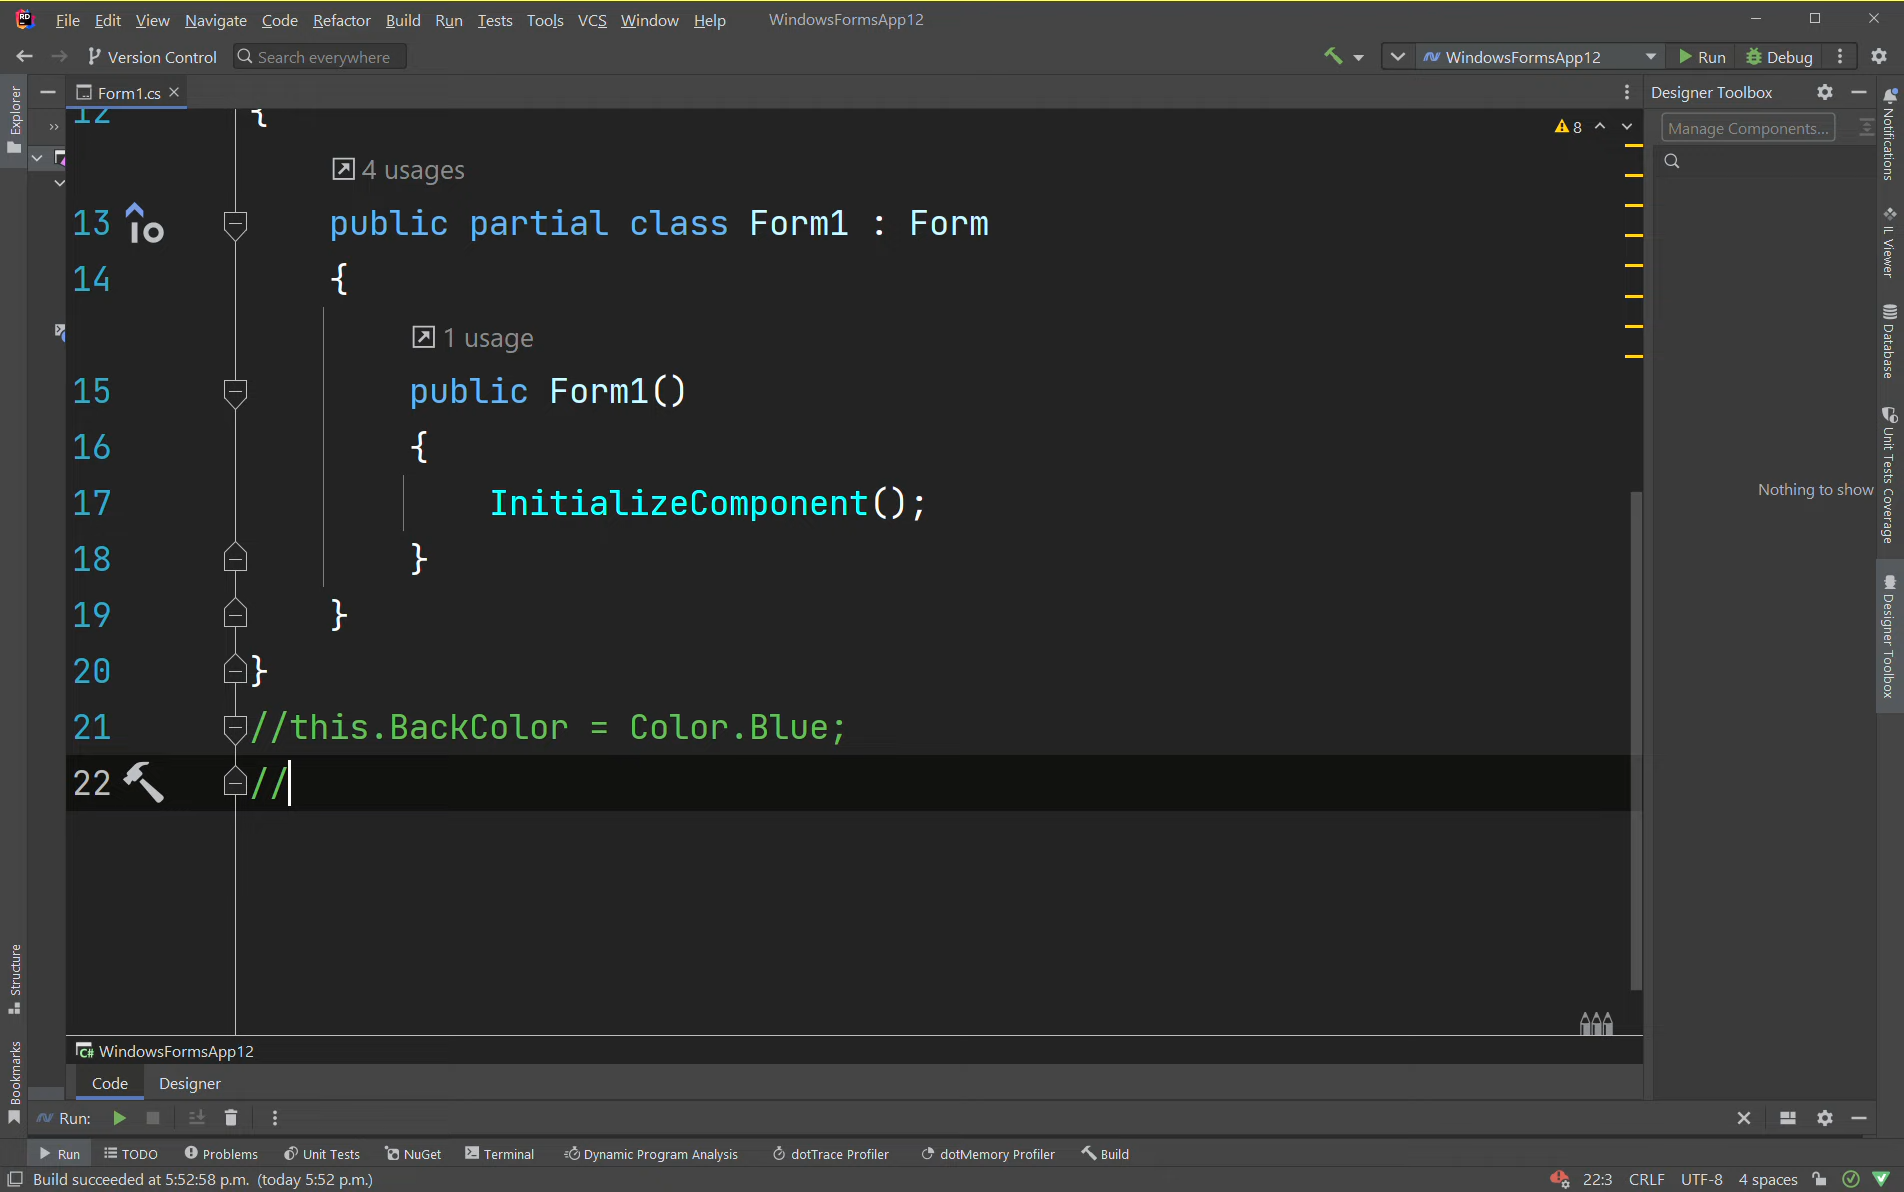 File Edit View Navigate Code Refactor Build Run Tests Tools VCS Window Help WindowsFormsApp12
Version Control Search everywhere WindowsFormsApp12 Run Debug
Explorer
Form1.cs
Designer Toolbox
Manage Components...
Nothing to show
8
12 {
4 usages
13 public partial class Form1 : Form
14 {
1 usage
15 public Form1()
16 {
17 InitializeComponent();
18 }
19 }
20 }
21 //this.BackColor = Color.Blue;
22 //
Notifications
IL Viewer
Database
Unit Tests Coverage
Designer Toolbox
Structure
Bookmarks
C# WindowsFormsApp12
Code Designer
Run:
Run TODO Problems Unit Tests NuGet Terminal Dynamic Program Analysis dotTrace Profiler dotMemory Profiler Build
Build succeeded at 5:52:58 p.m. (today 5:52 p.m.) 22:3 CRLF UTF-8 4 spaces